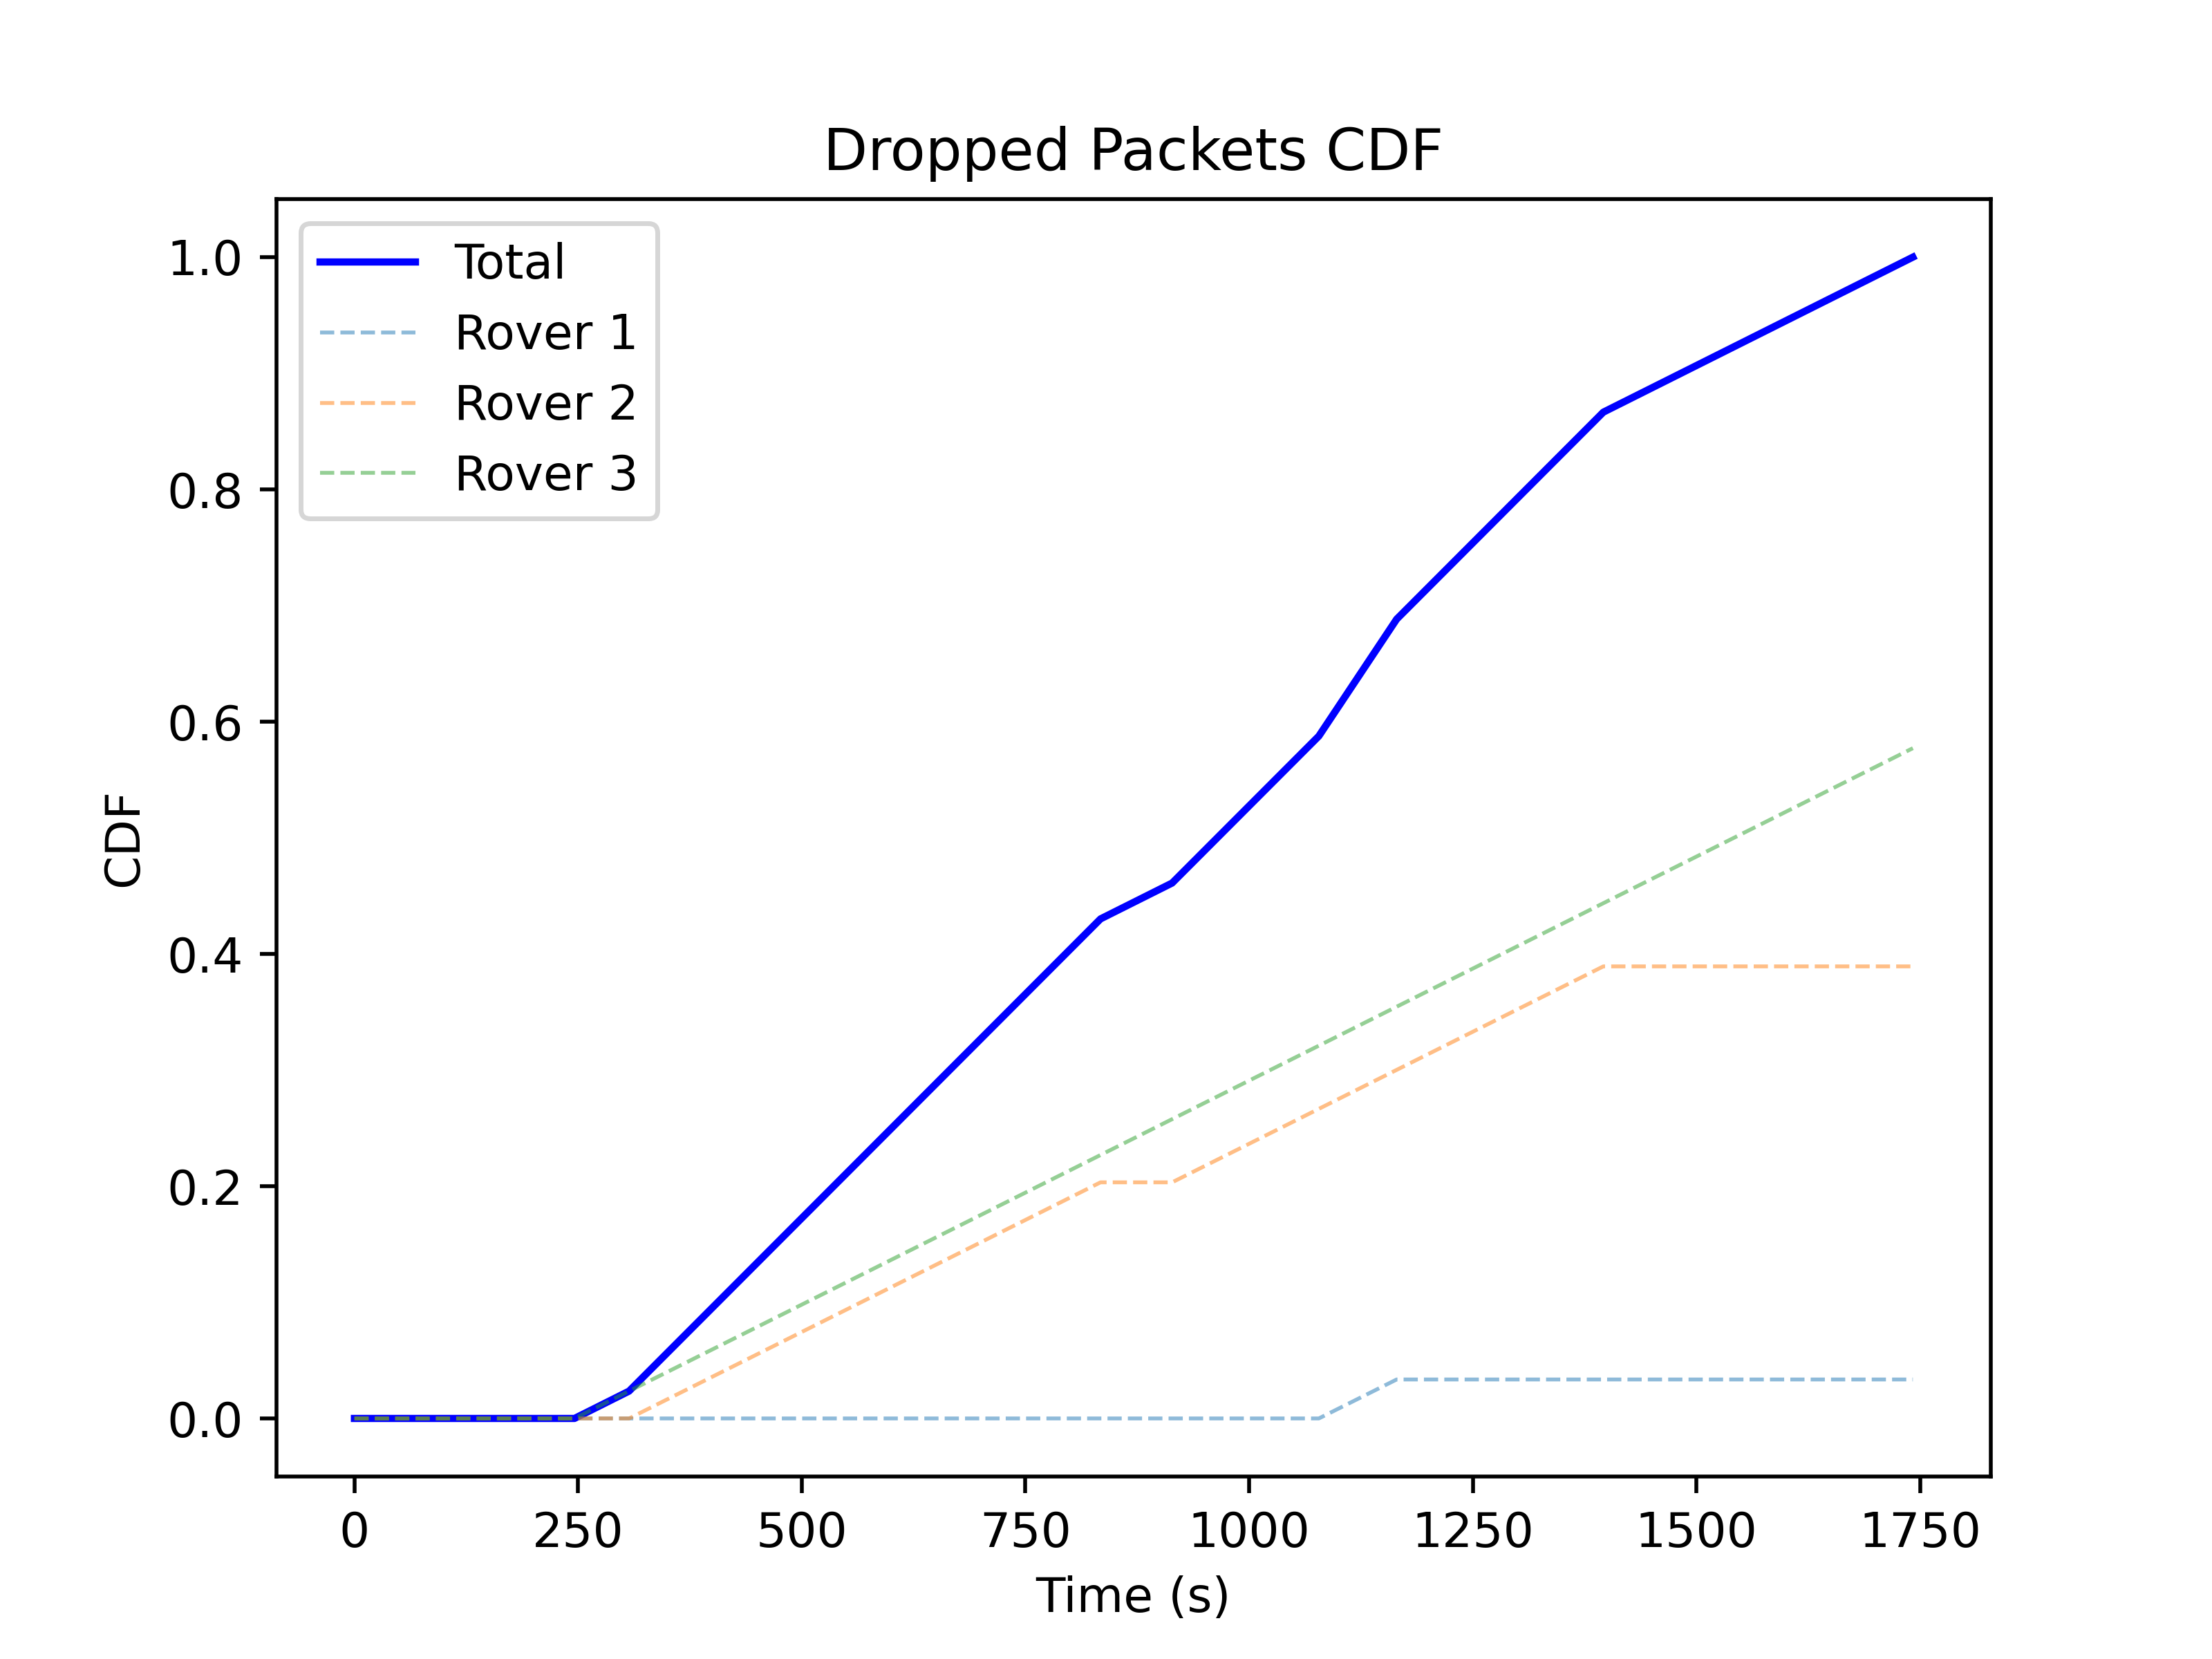 Dropped Packets CDF
Total
Rover 1
Rover 2
Rover 3
1.0
0.8
0.6
0.4
0.2
0.0
CDF
0 250 500 750 1000 1250 1500 1750
Time (s)